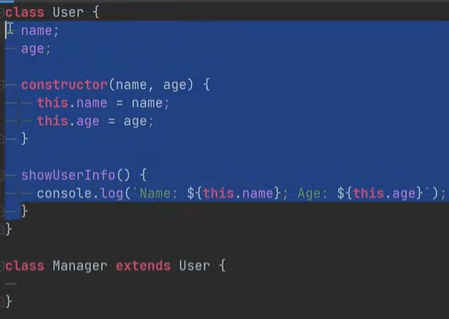 class User {
name;
age;
constructor(name, age) {
this.name = name;
this.age = age;
}
showUserInfo() {
console.log(`Name: ${this.name}; Age: ${this.age}`);
}
}
class Manager extends User {
}